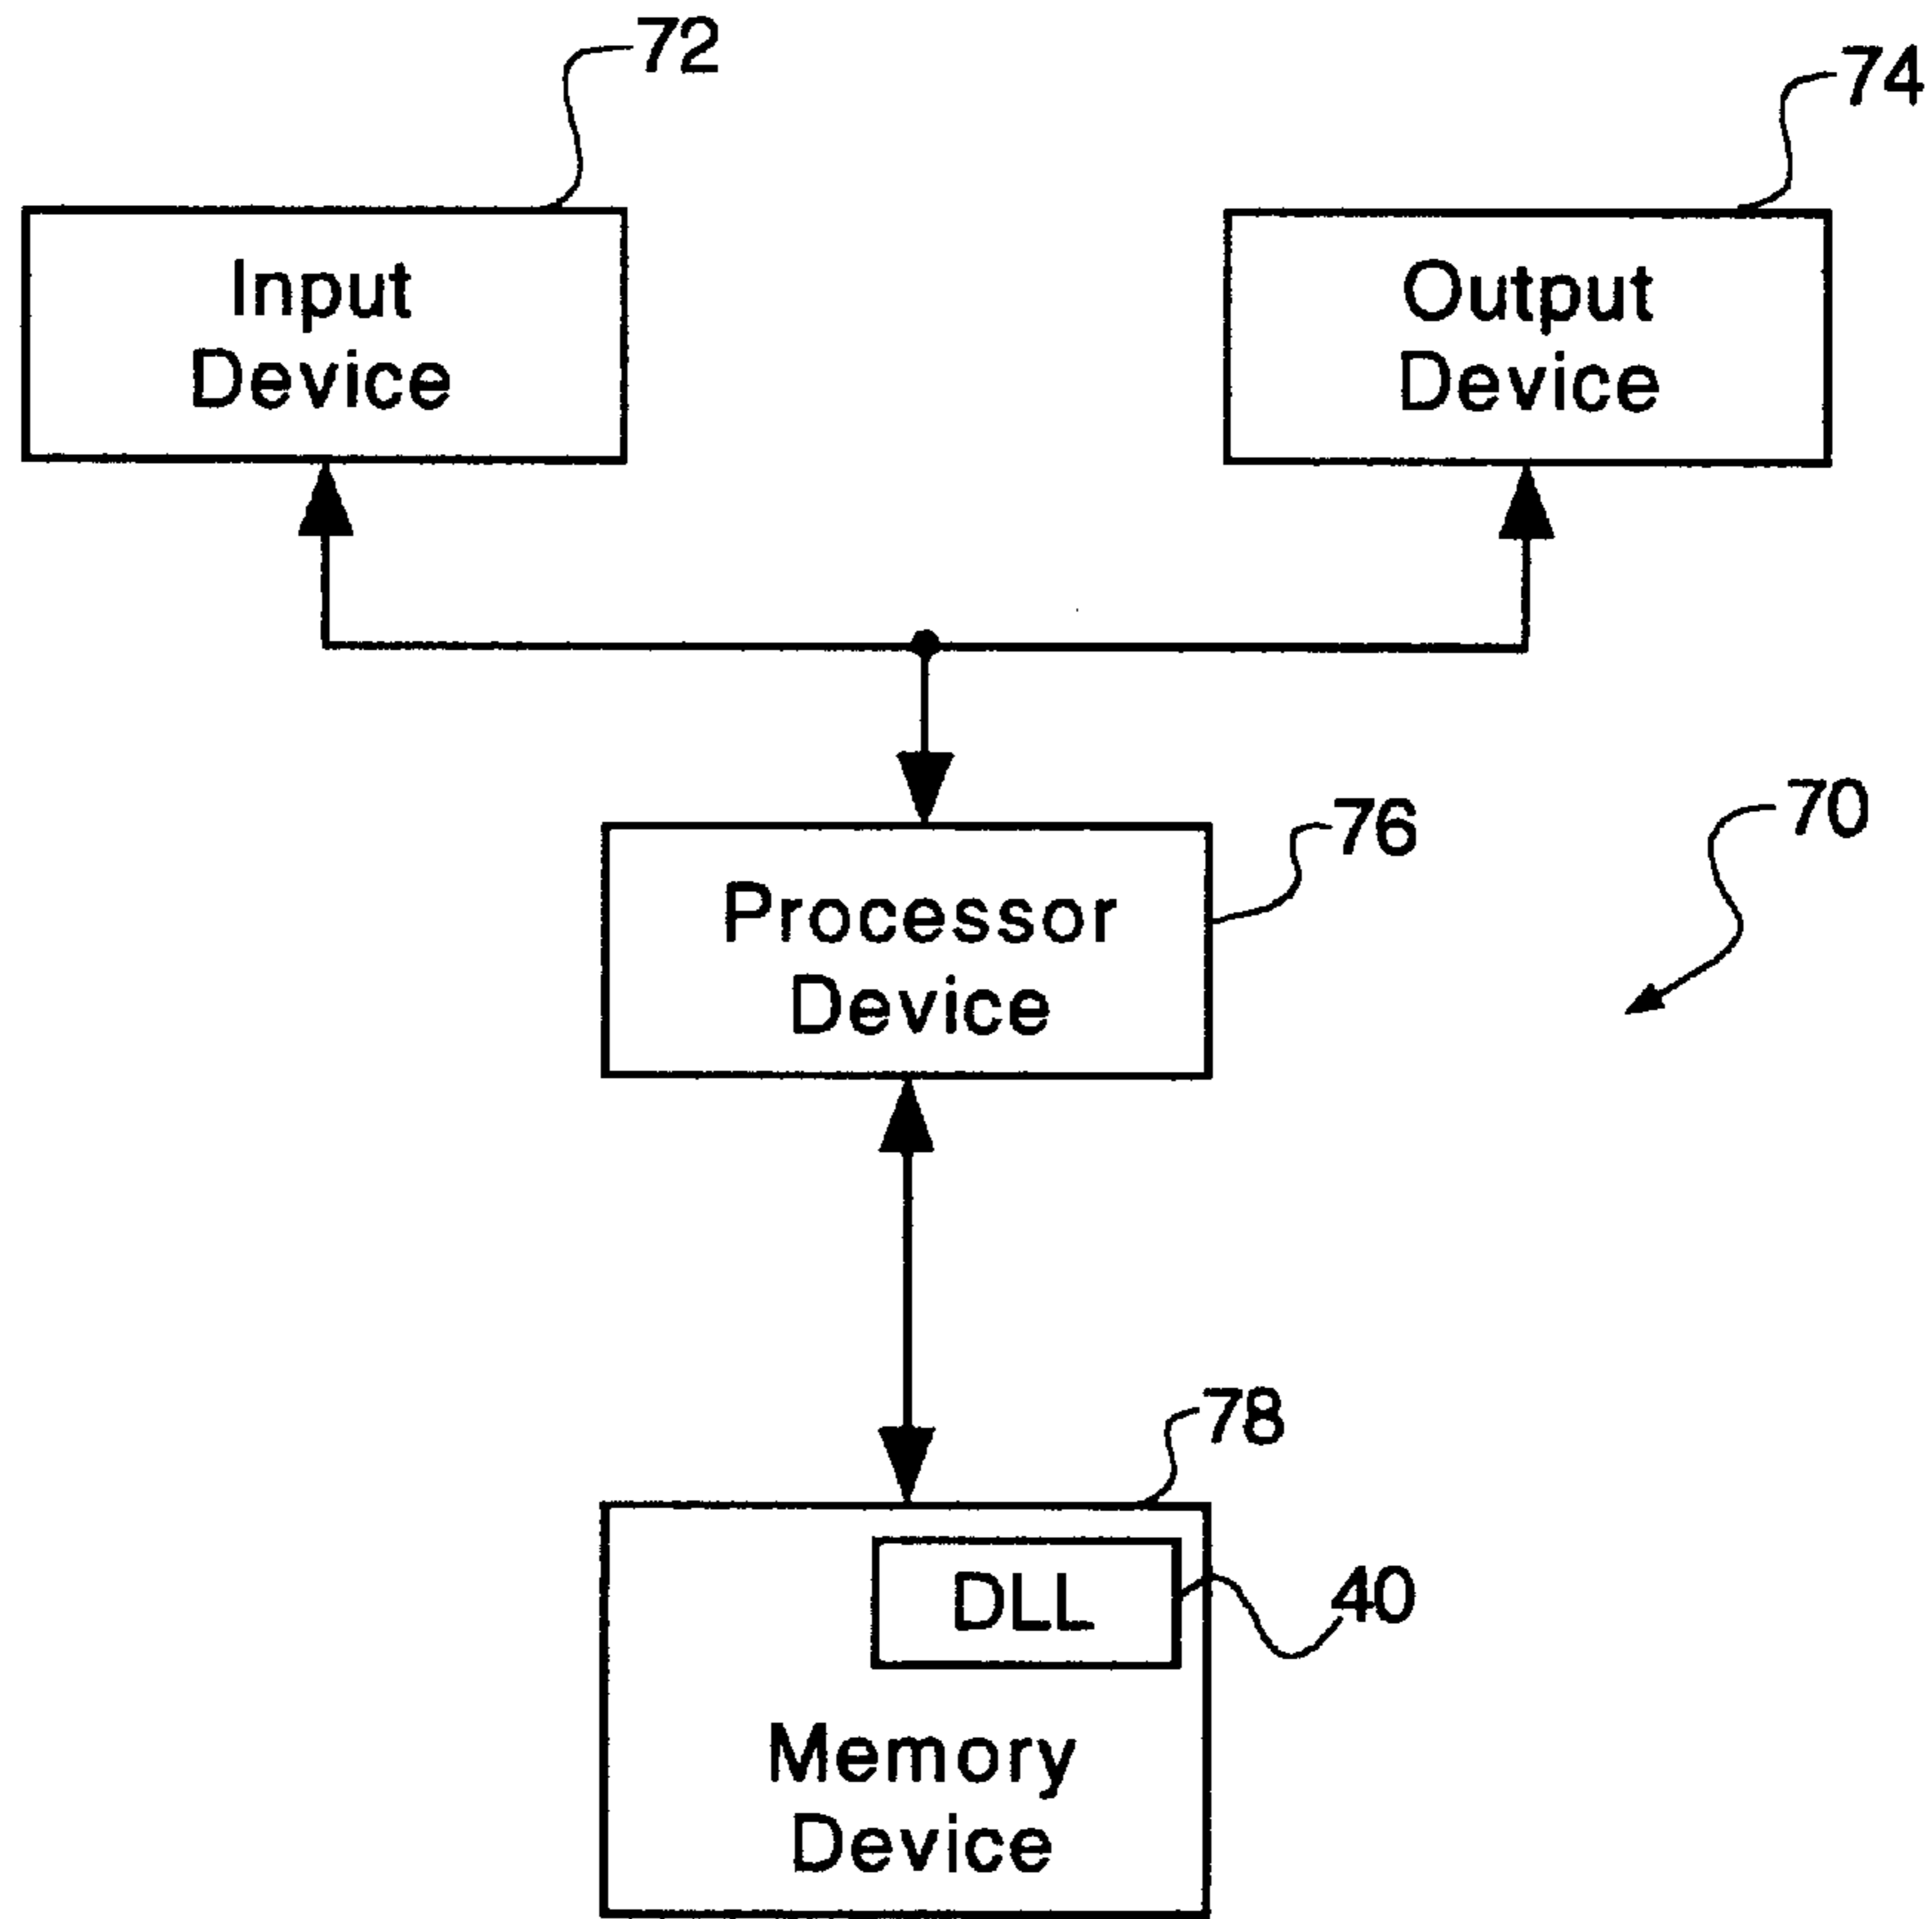 72
74
Input
Device
Output
Device
76
70
Processor
Device
78
DLL
40
Memory
Device